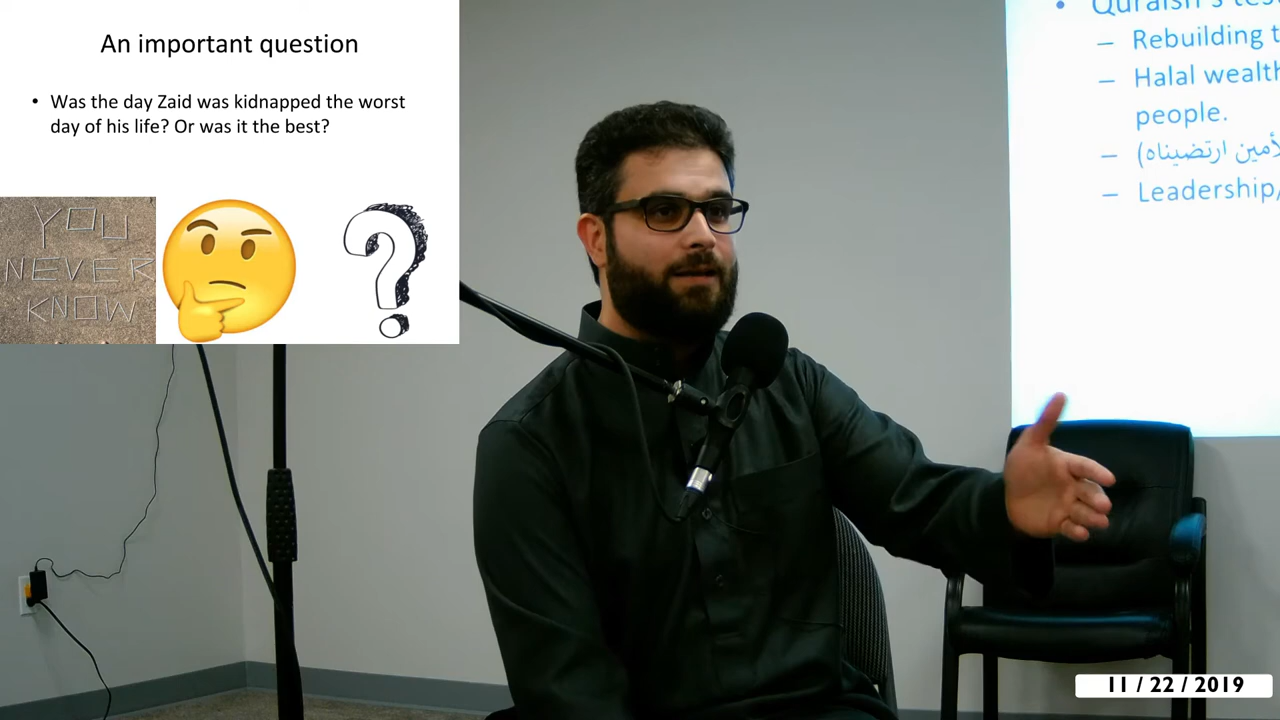 An important question
• Was the day Zaid was kidnapped the worst
day of his life? Or was it the best?
YOU
NEVER
KNOW
– Rebuilding
– Halal wealth
people.
– (الأمين ارتضيناه
– Leadership/
11 / 22 / 2019